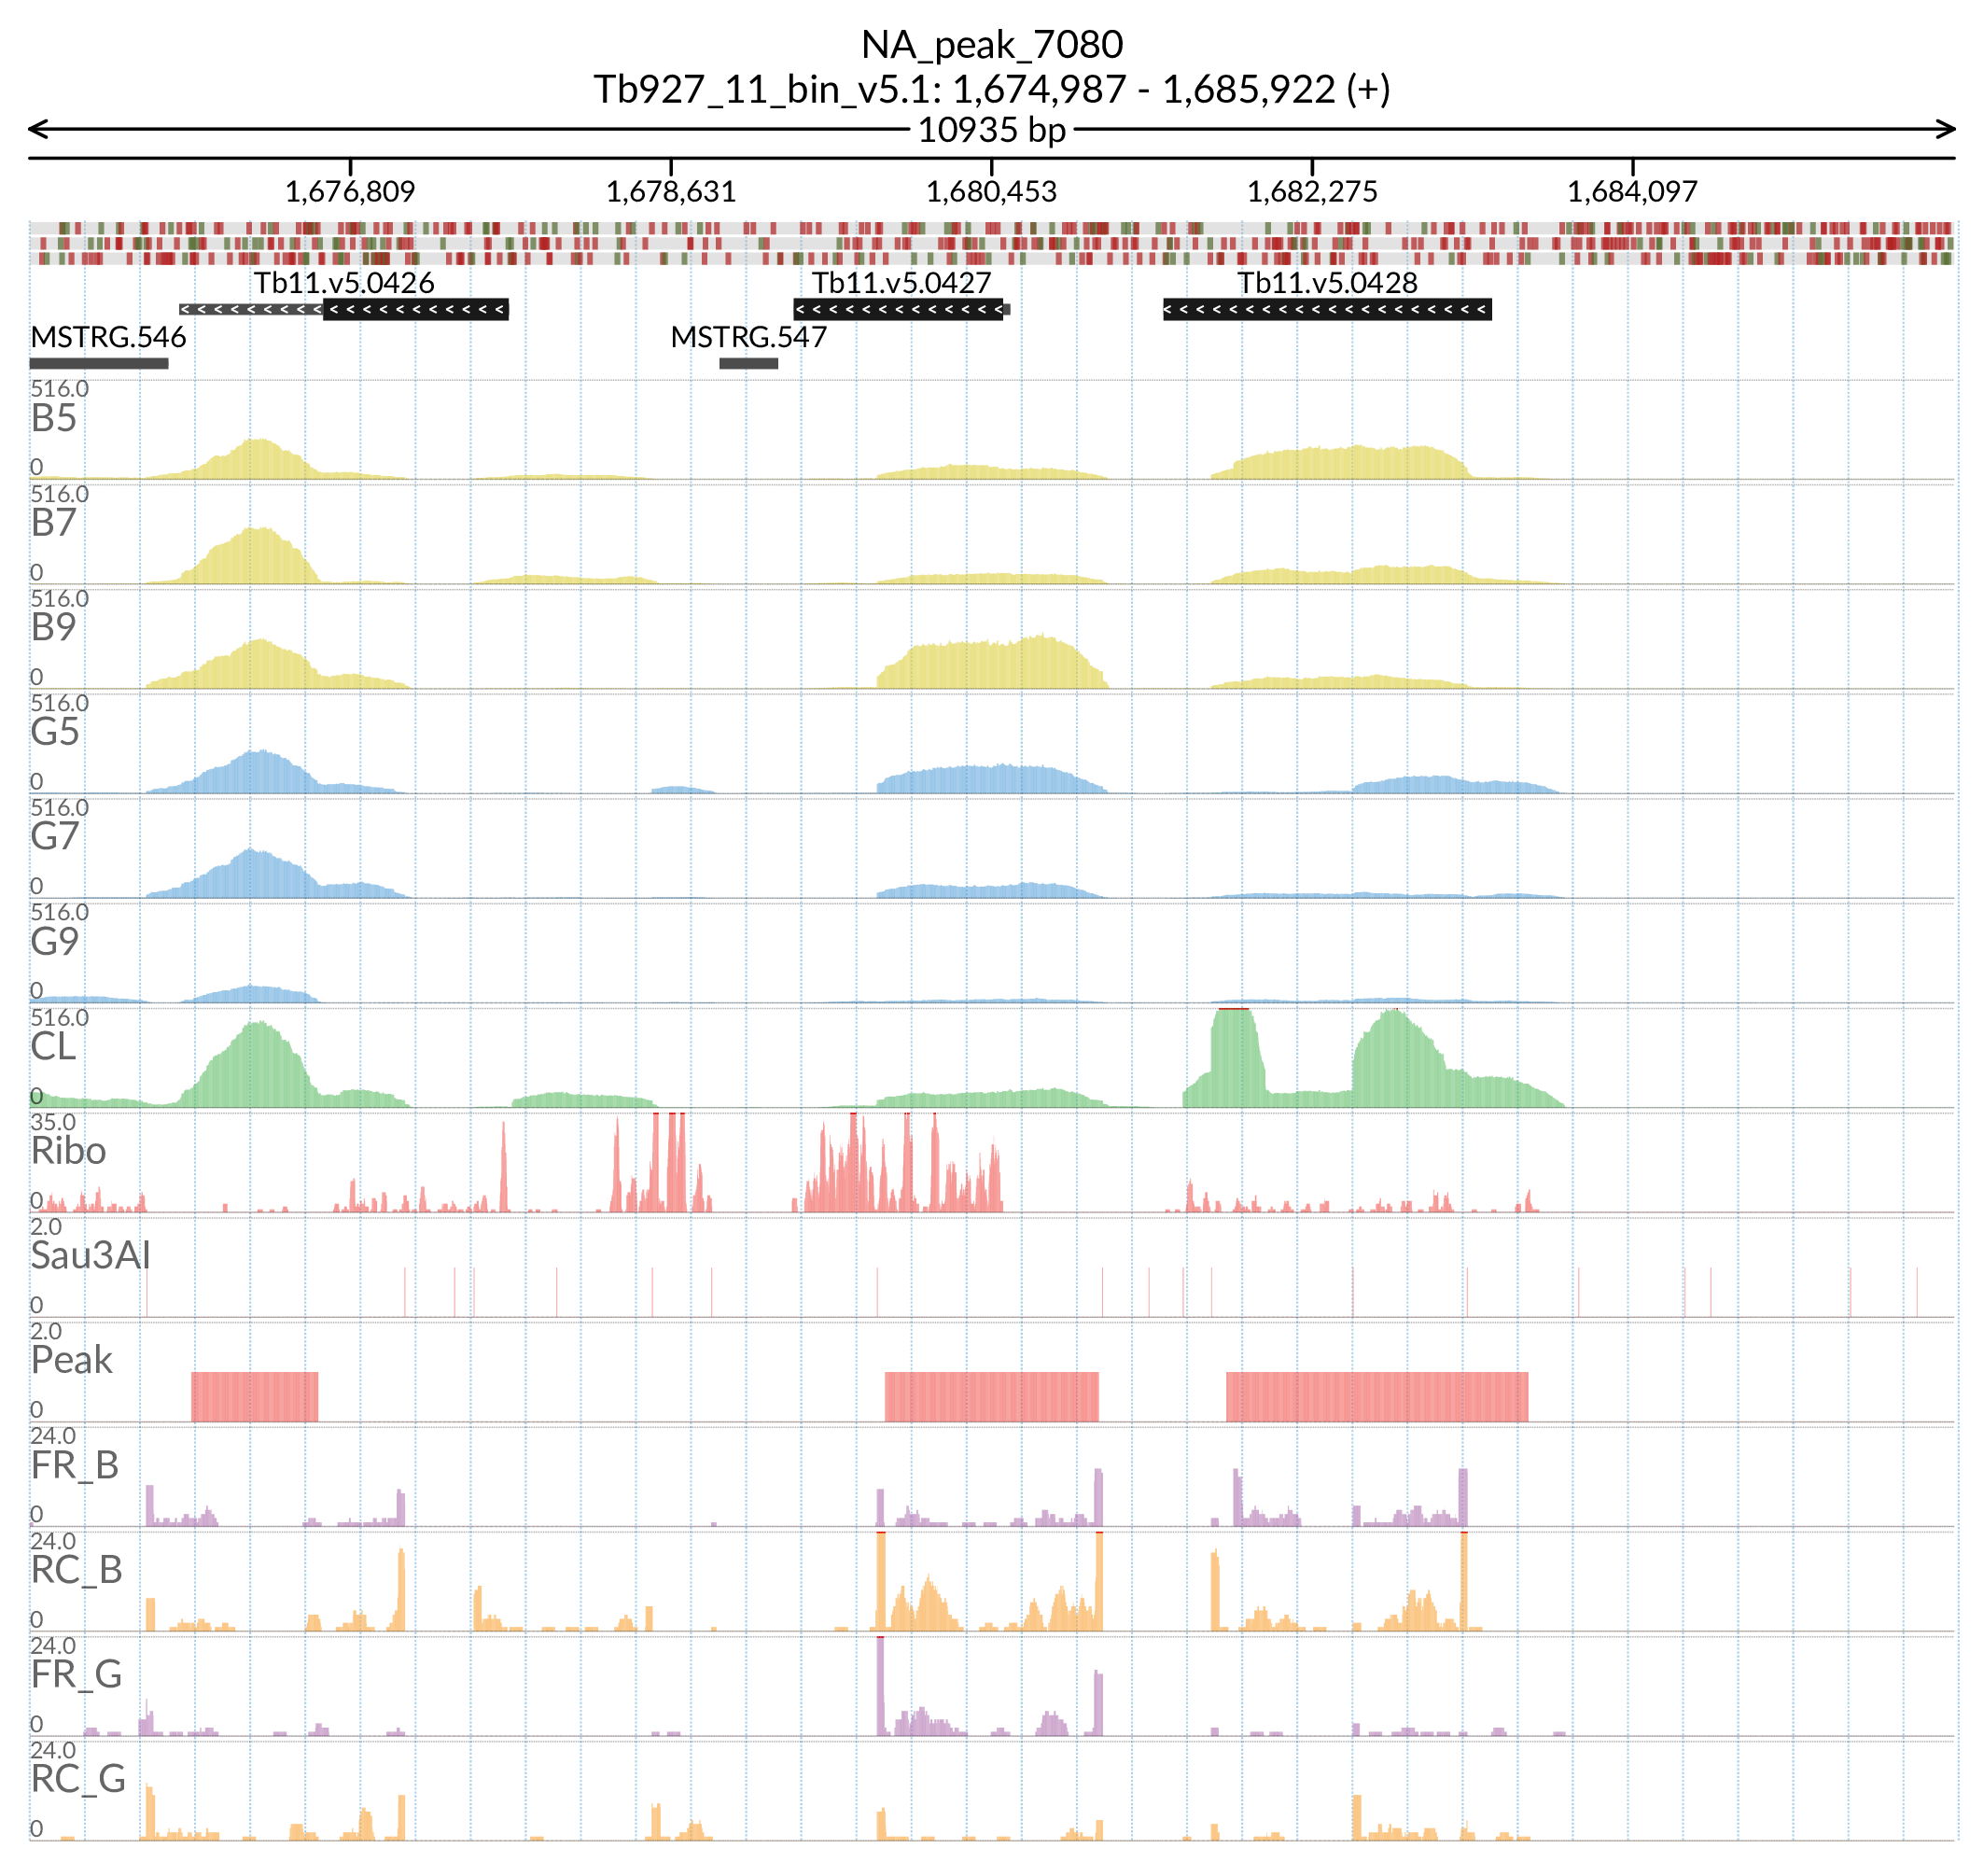 NA_peak_7080
Tb927_11_bin_v5.1: 1,674,987 - 1,685,922 (+)
10935 bp
1,676,809 1,678,631 1,680,453 1,682,275 1,684,097
Tb11.v5.0426 Tb11.v5.0427 Tb11.v5.0428
MSTRG.546 MSTRG.547
516.0
B5
0
516.0
B7
0
516.0
B9
0
516.0
G5
0
516.0
G7
0
516.0
G9
0
516.0
CL
0
35.0
Ribo
0
2.0
Sau3AI
0
2.0
Peak
0
24.0
FR_B
0
24.0
RC_B
0
24.0
FR_G
0
24.0
RC_G
0